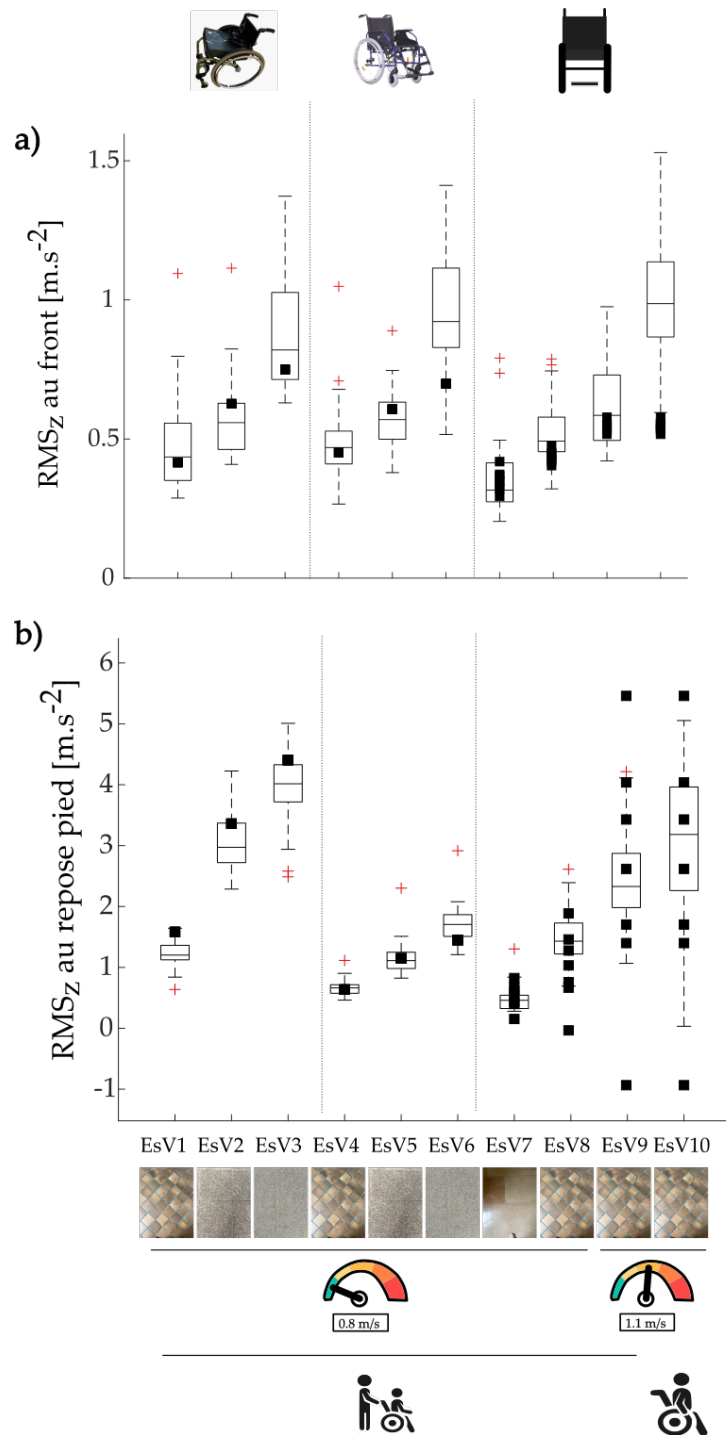 a)
RMSz au front [m.s-2]
1.5
1
0.5
0
b)
RMSz au repose pied [m.s-2]
6
5
4
3
2
1
0
-1
EsV1 EsV2 EsV3 EsV4 EsV5 EsV6 EsV7 EsV8 EsV9 EsV10
0.8 m/s 1.1 m/s